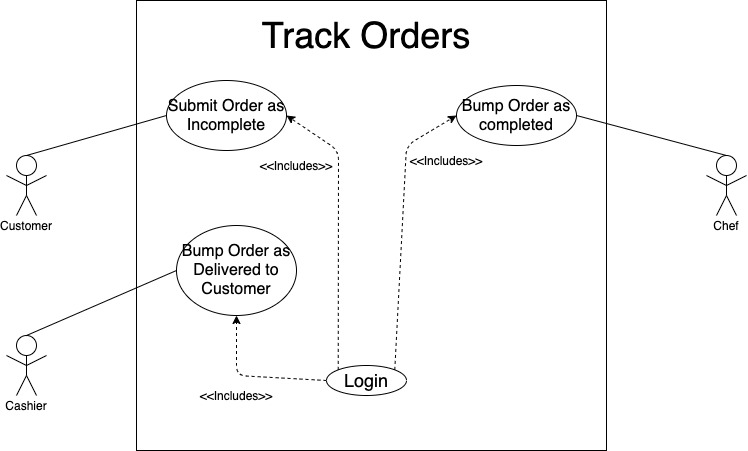 Track Orders
Submit Order as
Incomplete
Bump Order as
completed
<<Includes>>
<<Includes>>
Customer
Chef
Bump Order as
Delivered to
Customer
Login
<<Includes>>
Cashier